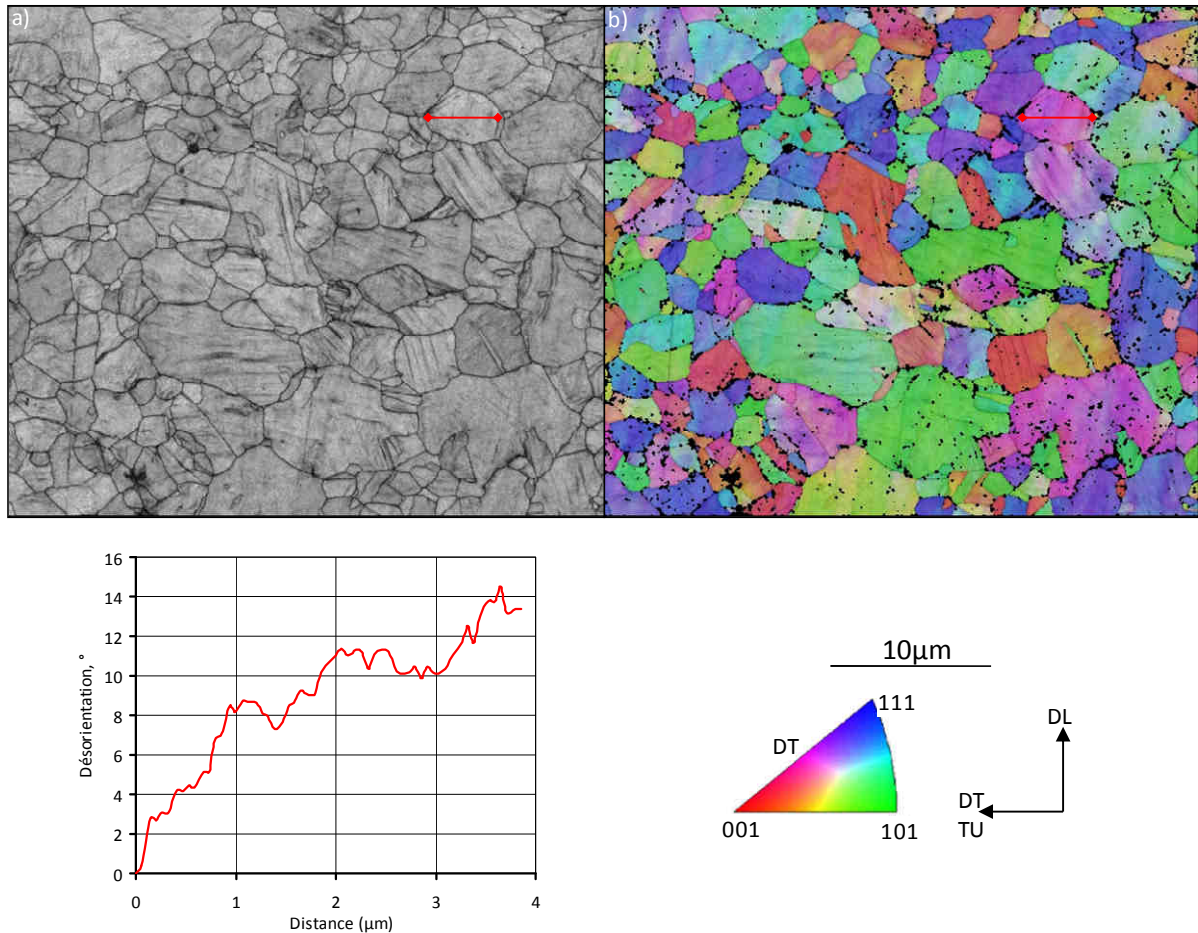 a)
b)
16
14
12
10
8
6
4
2
0
Désorientation, °
0 1 2 3 4
Distance (µm)
10µm
111
DT
001
101
DL
DT
TU